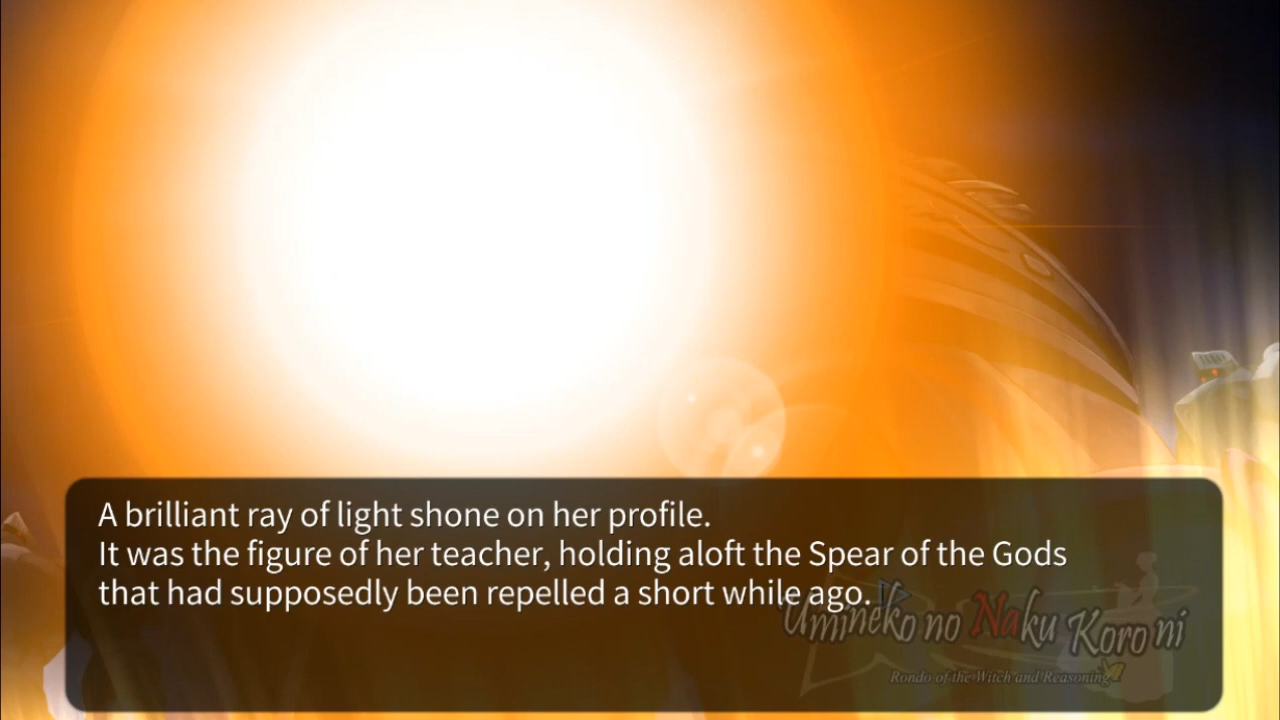 A brilliant ray of light shone on her profile.
It was the figure of her teacher, holding aloft the Spear of the Gods
that had supposedly been repelled a short while ago.
Umineko no Naku Koro ni
Rondo of the Witch and Reasoning